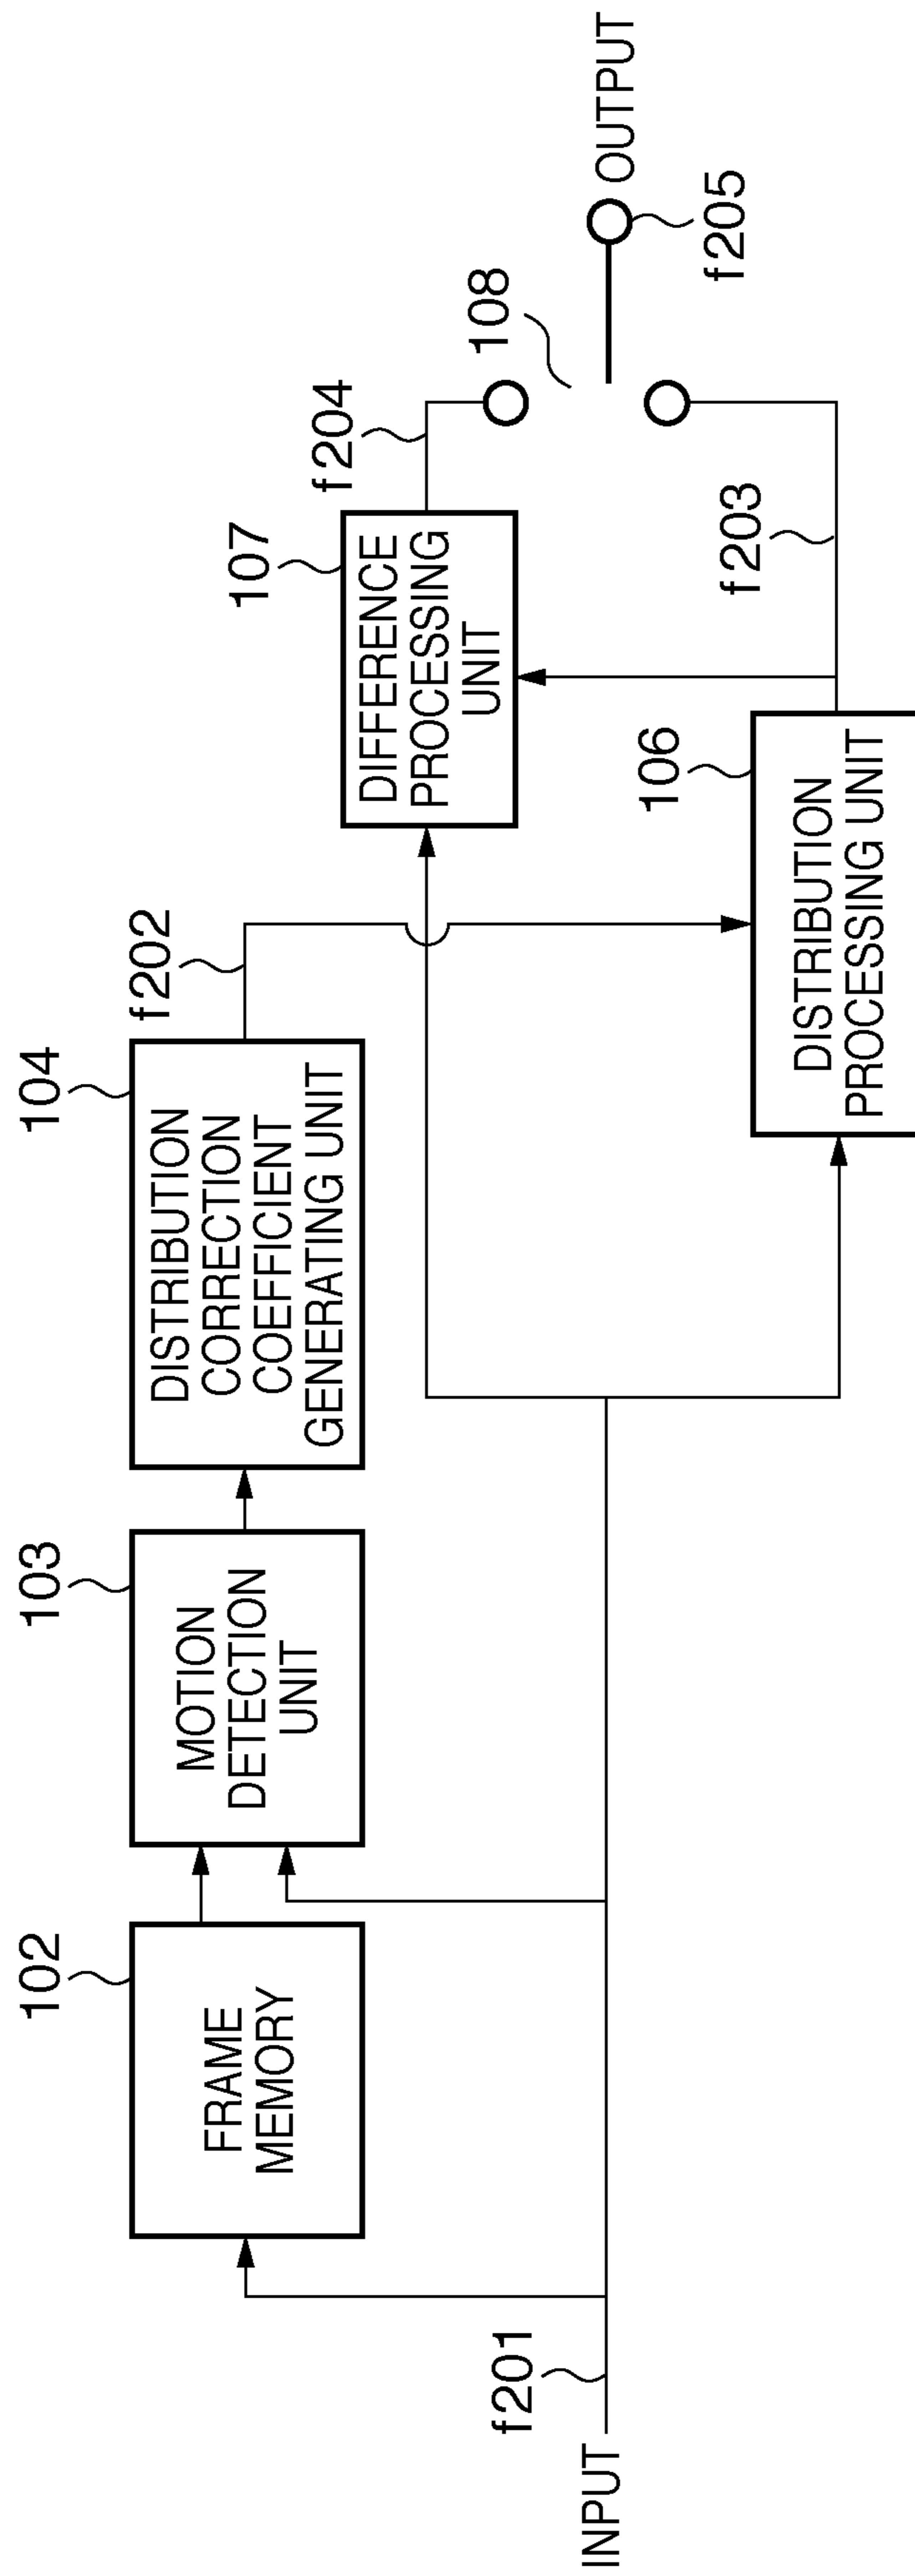 102
103
104
f202
107
f204
108
FRAME
MEMORY
MOTION
DETECTION
UNIT
DISTRIBUTION
CORRECTION
COEFFICIENT
GENERATING UNIT
DIFFERENCE
PROCESSING
UNIT
OUTPUT
f205
INPUT
f201
106
f203
DISTRIBUTION
PROCESSING UNIT